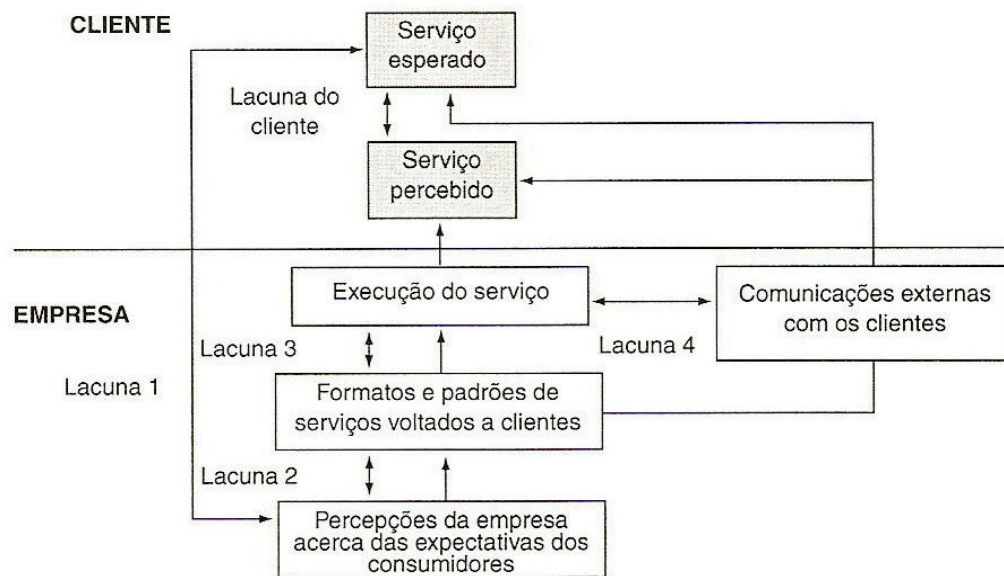 CLIENTE
Serviço
esperado
Lacuna do
cliente
Serviço
percebido
EMPRESA
Execução do serviço
Comunicações externas
com os clientes
Lacuna 3
Lacuna 4
Lacuna 1
Formatos e padrões de
serviços voltados a clientes
Lacuna 2
Percepções da empresa
acerca das expectativas dos
consumidores